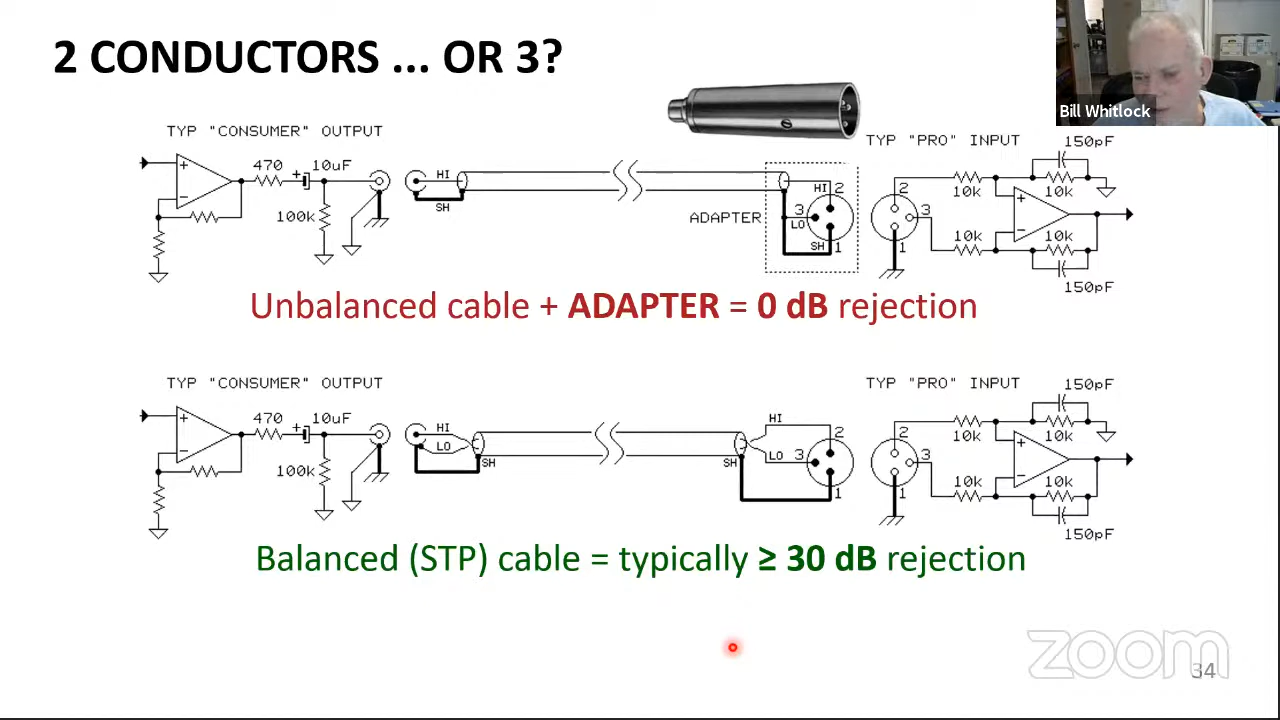 2 CONDUCTORS ... OR 3?
Bill Whitlock
TYP "CONSUMER" OUTPUT
TYP "PRO" INPUT
+
-
470
+
10uF
100k
HI
SH
ADAPTER
HI
2
3
LO
SH
1
2
3
1
10k
10k
150pF
+
-
10k
10k
150pF
Unbalanced cable + ADAPTER = 0 dB rejection
TYP "CONSUMER" OUTPUT
TYP "PRO" INPUT
+
-
470
+
10uF
100k
HI
LO
SH
SH
HI
2
LO
3
1
2
3
1
10k
10k
150pF
+
-
10k
10k
150pF
Balanced (STP) cable = typically ≥ 30 dB rejection
zoom
34